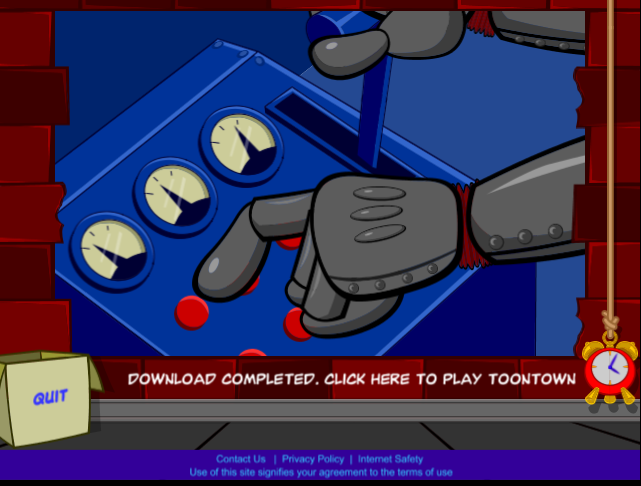 DOWNLOAD COMPLETED. CLICK HERE TO PLAY TOONTOWN
QUIT
Contact Us | Privacy Policy | Internet Safety
Use of this site signifies your agreement to the terms of use